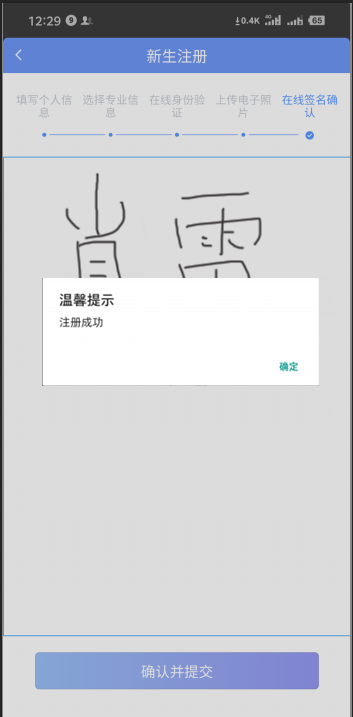 12:29
0.4K 4G 65
新生注册
填写个人信息
选择专业信息
在线身份验证
上传电子照片
在线签名确认
肖
温馨提示
注册成功
确定
确认并提交